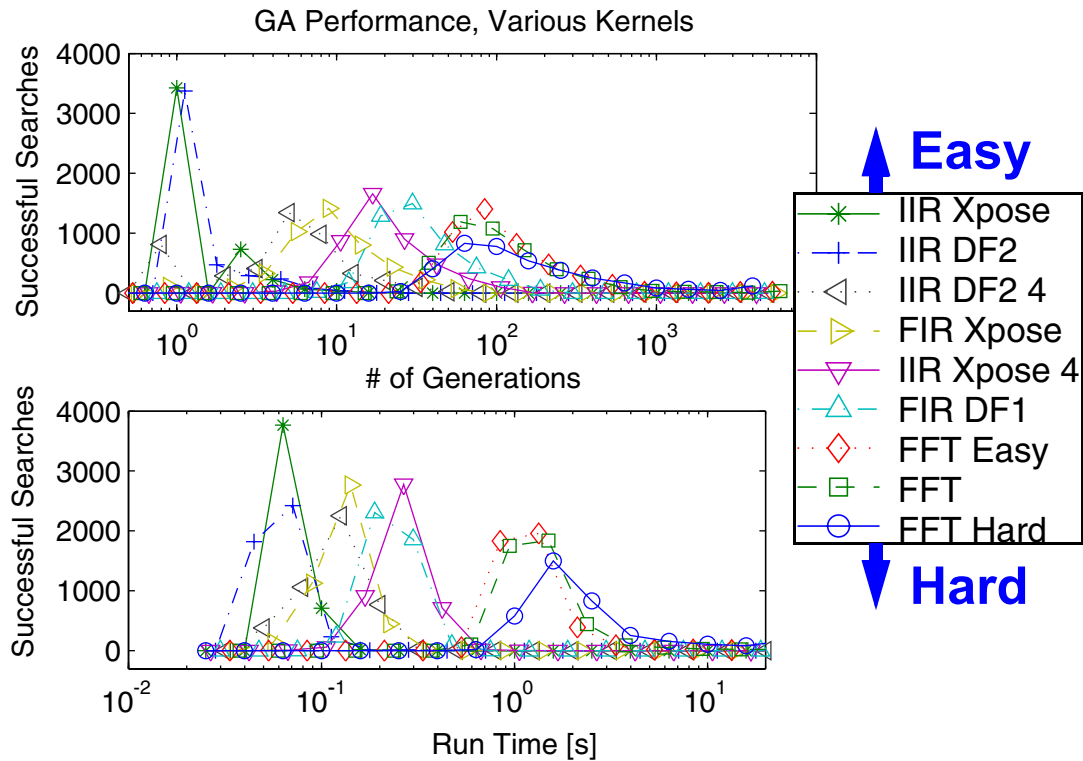 GA Performance, Various Kernels
Successful Searches
4000
3000
2000
1000
0
10^0
10^1
10^2
10^3
# of Generations
Successful Searches
4000
3000
2000
1000
0
10^-2
10^-1
10^0
10^1
Run Time [s]
Easy
IIR Xpose
IIR DF2
IIR DF2 4
FIR Xpose
IIR Xpose 4
FIR DF1
FFT Easy
FFT
FFT Hard
Hard